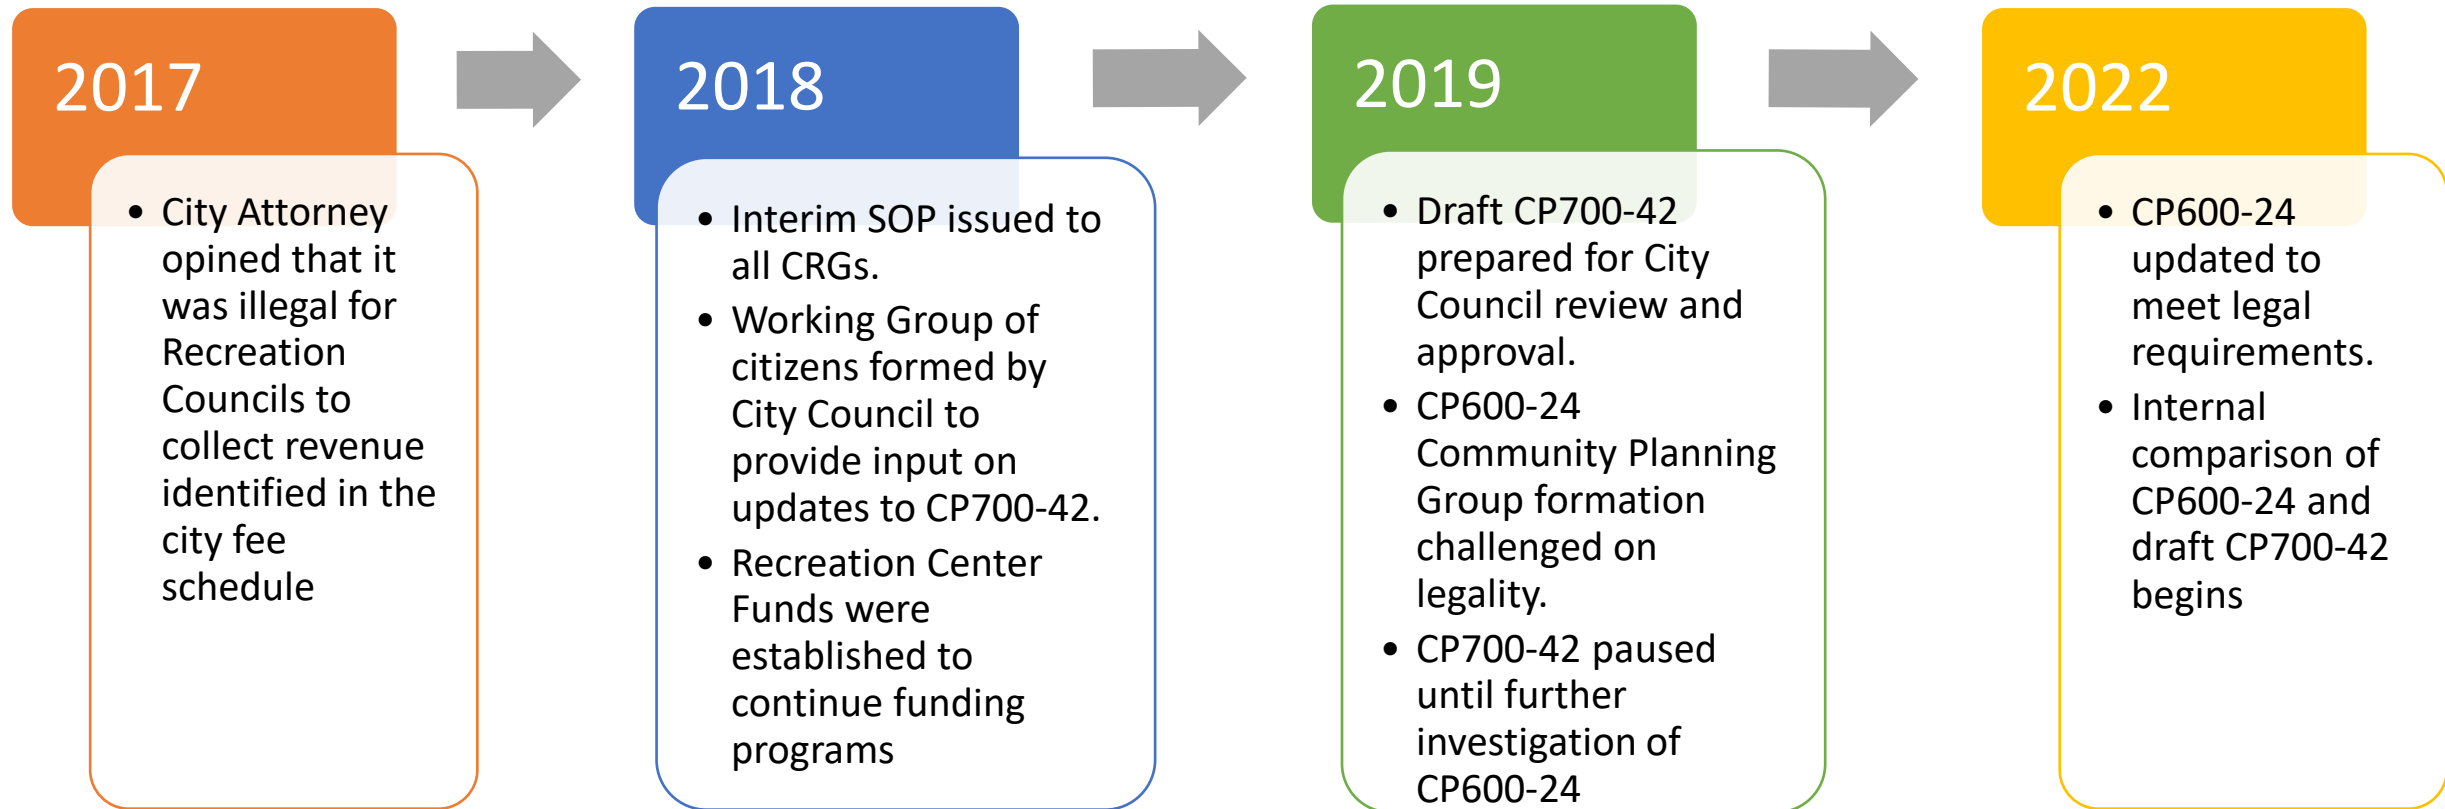 2017
• City Attorney
opined that it
was illegal for
Recreation
Councils to
collect revenue
identified in the
city fee
schedule
2018
• Interim SOP issued to
all CRGs.
• Working Group of
citizens formed by
City Council to
provide input on
updates to CP700-42.
• Recreation Center
Funds were
established to
continue funding
programs
2019
• Draft CP700-42
prepared for City
Council review and
approval.
• CP600-24
Community Planning
Group formation
challenged on
legality.
• CP700-42 paused
until further
investigation of
CP600-24
2022
• CP600-24
updated to
meet legal
requirements.
• Internal
comparison of
CP600-24 and
draft CP700-42
begins